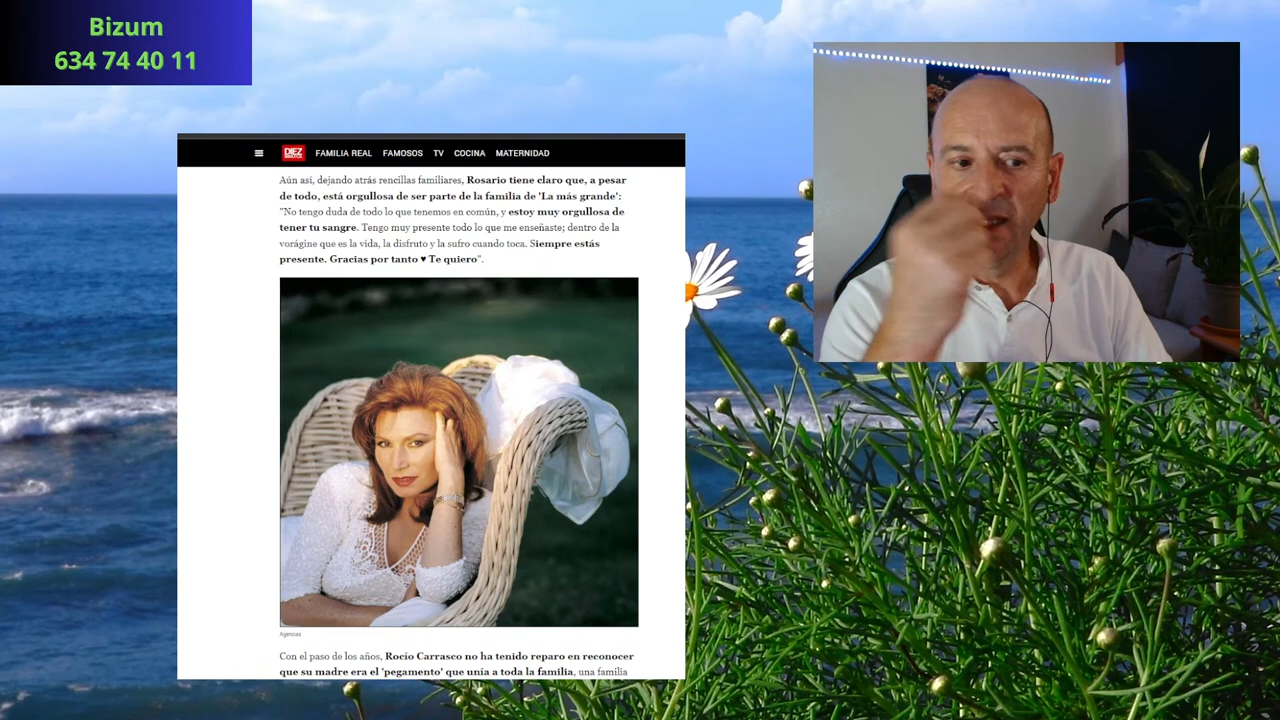 Bizum
634 74 40 11
DIEZ
MINUTOS
FAMILIA REAL FAMOSOS TV COCINA MATERNIDAD
Aún así, dejando atrás rencillas familiares, Rosario tiene claro que, a pesar
de todo, está orgullosa de ser parte de la familia de 'La más grande':
"No tengo duda de todo lo que tenemos en común, y estoy muy orgullosa de
tener tu sangre. Tengo muy presente todo lo que me enseñaste; dentro de la
vorágine que es la vida, la disfruto y la sufro cuando toca. Siempre estás
presente. Gracias por tanto ♥ Te quiero".
Agencias
Con el paso de los años, Rocío Carrasco no ha tenido reparo en reconocer
que su madre era el 'pegamento' que unía a toda la familia, una familia